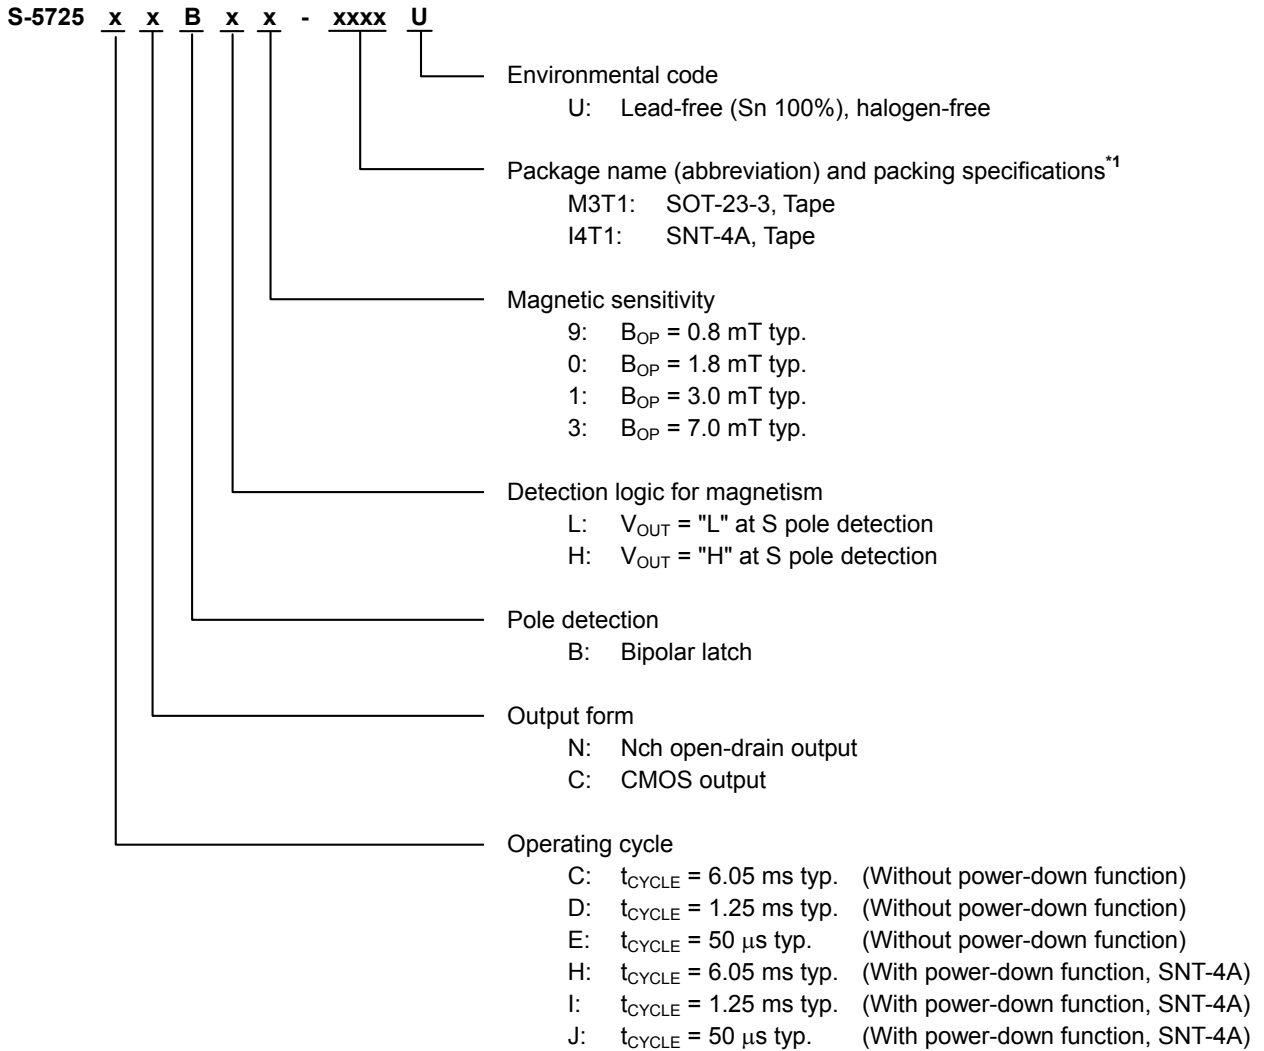 S-5725 x x B x x - xxxx U
Environmental code
U: Lead-free (Sn 100%), halogen-free
Package name (abbreviation) and packing specifications*1
M3T1: SOT-23-3, Tape
I4T1: SNT-4A, Tape
Magnetic sensitivity
9: BOP = 0.8 mT typ.
0: BOP = 1.8 mT typ.
1: BOP = 3.0 mT typ.
3: BOP = 7.0 mT typ.
Detection logic for magnetism
L: VOUT = "L" at S pole detection
H: VOUT = "H" at S pole detection
Pole detection
B: Bipolar latch
Output form
N: Nch open-drain output
C: CMOS output
Operating cycle
C: tCYCLE = 6.05 ms typ. (Without power-down function)
D: tCYCLE = 1.25 ms typ. (Without power-down function)
E: tCYCLE = 50 μs typ. (Without power-down function)
H: tCYCLE = 6.05 ms typ. (With power-down function, SNT-4A)
I: tCYCLE = 1.25 ms typ. (With power-down function, SNT-4A)
J: tCYCLE = 50 μs typ. (With power-down function, SNT-4A)